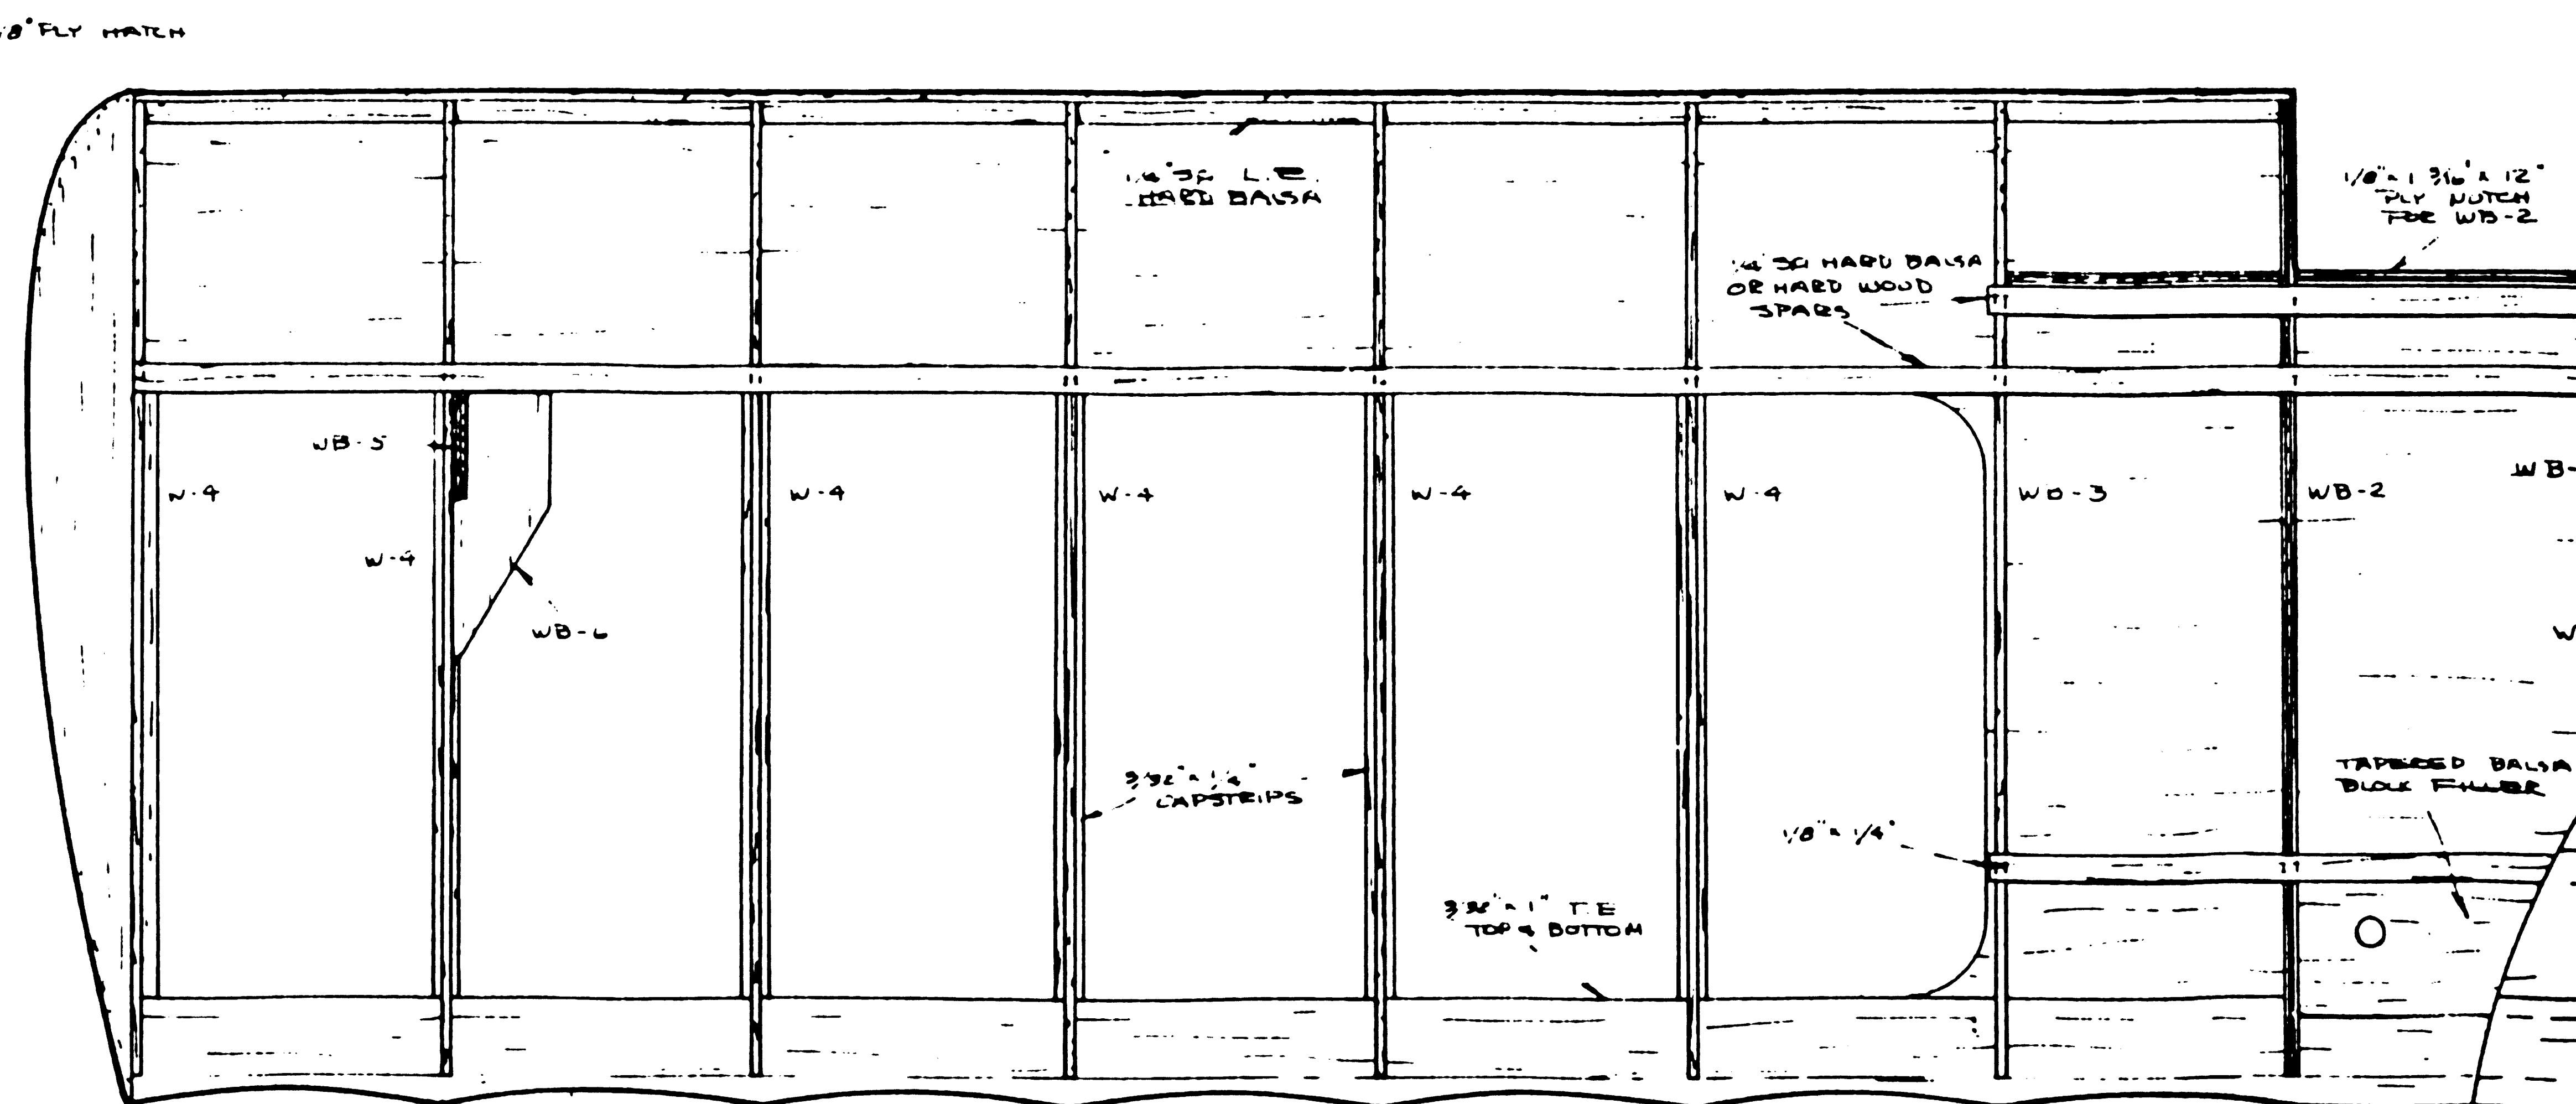 1/8" PLY HATCH
1/4" SQ L.E.
HARD BALSA
1/8" x 1 3/16" x 12"
PLY NOTCH
FOR WB-2
1/4" SQ HARD BALSA
OR HARD WOOD
SPARS
WB-5
W-4
W-4
W-4
W-4
W-4
WB-3
WB-2
WB-
W-4
WB-6
W
3/32" x 1/4"
CAPSTRIPS
TAPERED BALSA
BLOCK FILLER
1/8" x 1/4"
3/32" x 1" T.E
TOP & BOTTOM